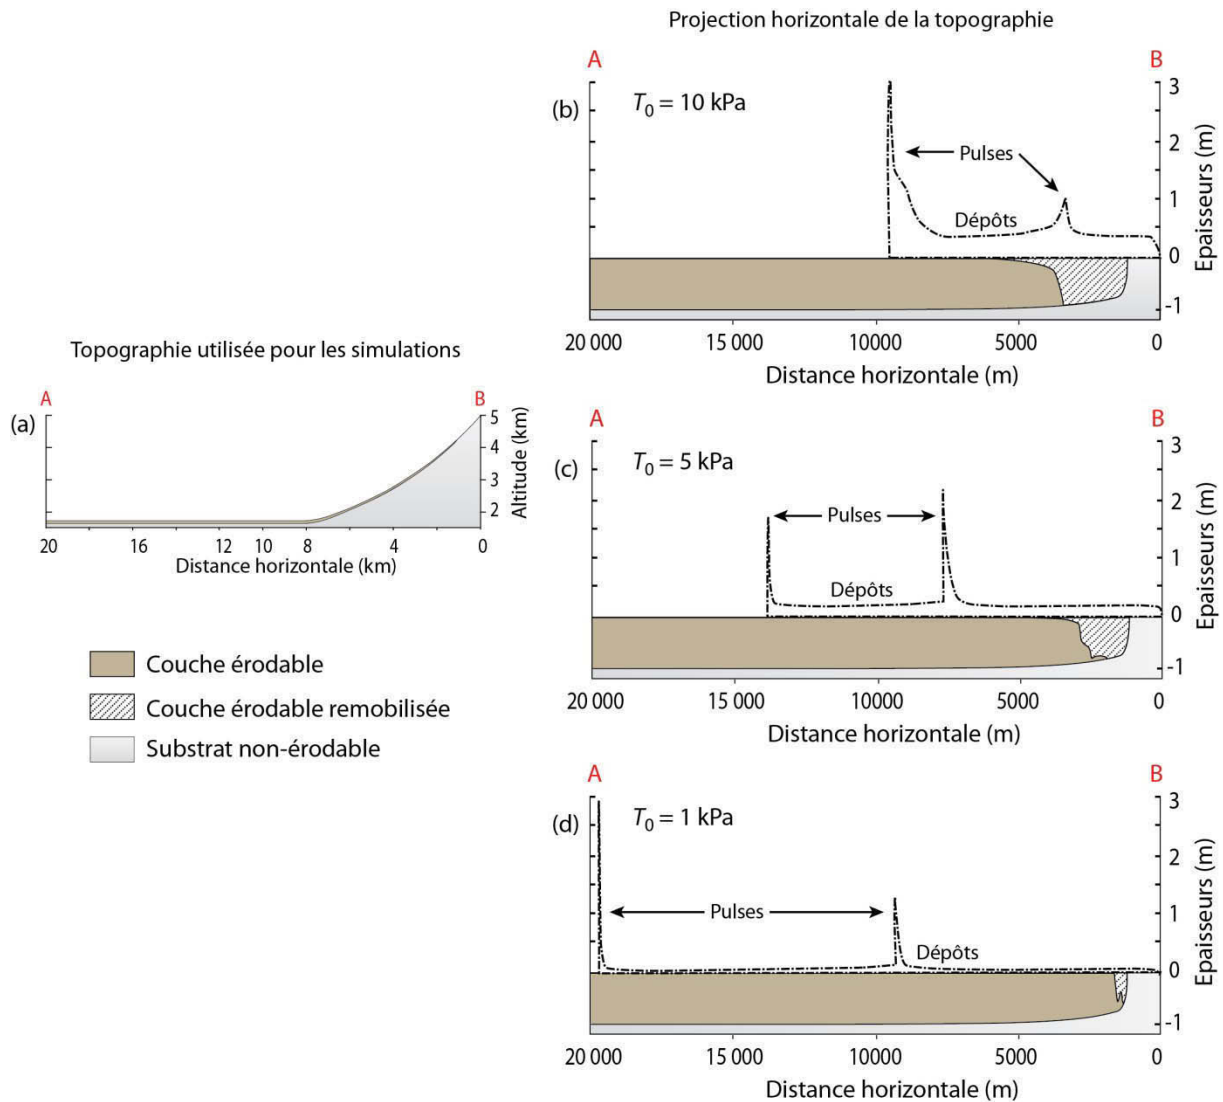 Projection horizontale de la topographie
A B
(b) T0 = 10 kPa
Pulses
Dépôts
3
2
1
0
-1
Epaisseurs (m)
20 000 15 000 10000 5000 0
Distance horizontale (m)
Topographie utilisée pour les simulations
A B
(a)
5
4
3
2
Altitude (km)
20 16 12 10 8 4 0
Distance horizontale (km)
Couche érodable
Couche érodable remobilisée
Substrat non-érodable
A B
(c) T0 = 5 kPa
Pulses
Dépôts
3
2
1
0
-1
Epaisseurs (m)
20 000 15 000 10000 5000 0
Distance horizontale (m)
A B
(d) T0 = 1 kPa
Pulses
Dépôts
3
2
1
0
-1
Epaisseurs (m)
20 000 15 000 10000 5000 0
Distance horizontale (m)